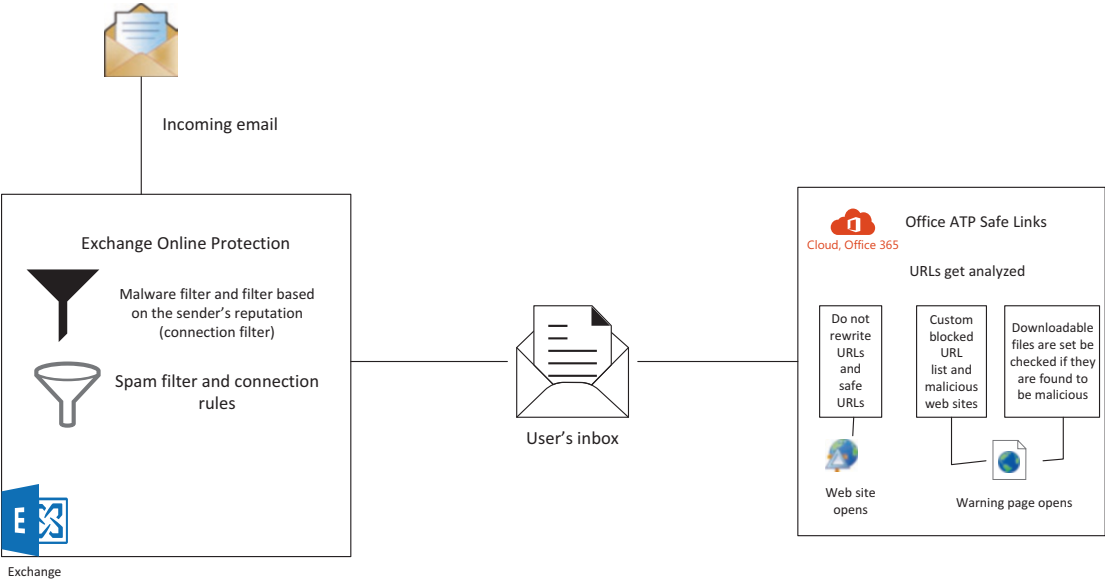 Incoming email
Exchange Online Protection
Malware filter and filter based
on the sender's reputation
(connection filter)
Spam filter and connection
rules
E
Exchange
User's inbox
Cloud, Office 365
Office ATP Safe Links
URLs get analyzed
Do not
rewrite
URLs
and
safe
URLs
Custom
blocked
URL
list and
malicious
web sites
Downloadable
files are set be
checked if they
are found to
be malicious
Web site
opens
Warning page opens